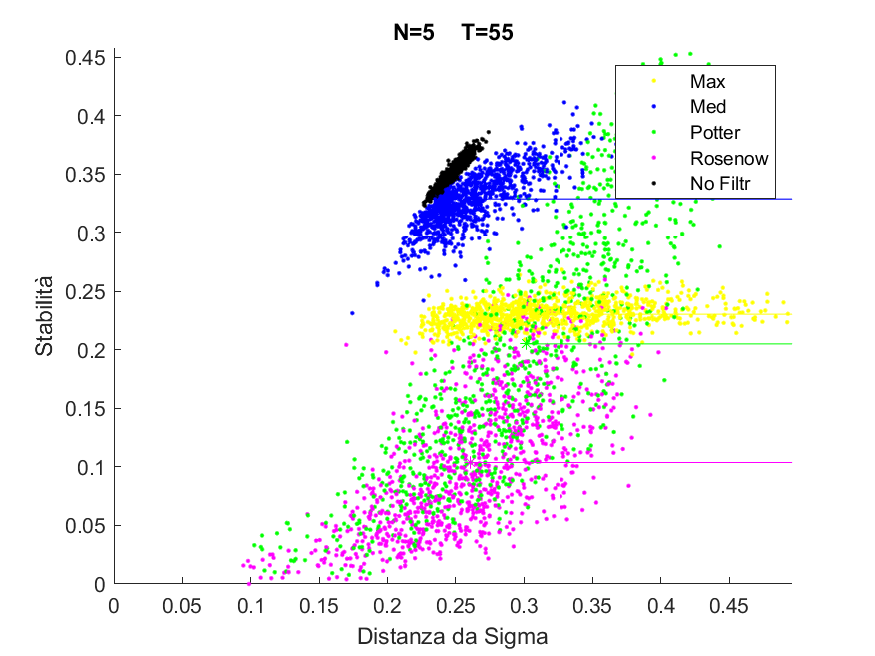 N=5 T=55
0.45
0.4
0.35
0.3
0.25
0.2
0.15
0.1
0.05
0
Stabilità
Max
Med
Potter
Rosenow
No Filtr
0 0.05 0.1 0.15 0.2 0.25 0.3 0.35 0.4 0.45
Distanza da Sigma